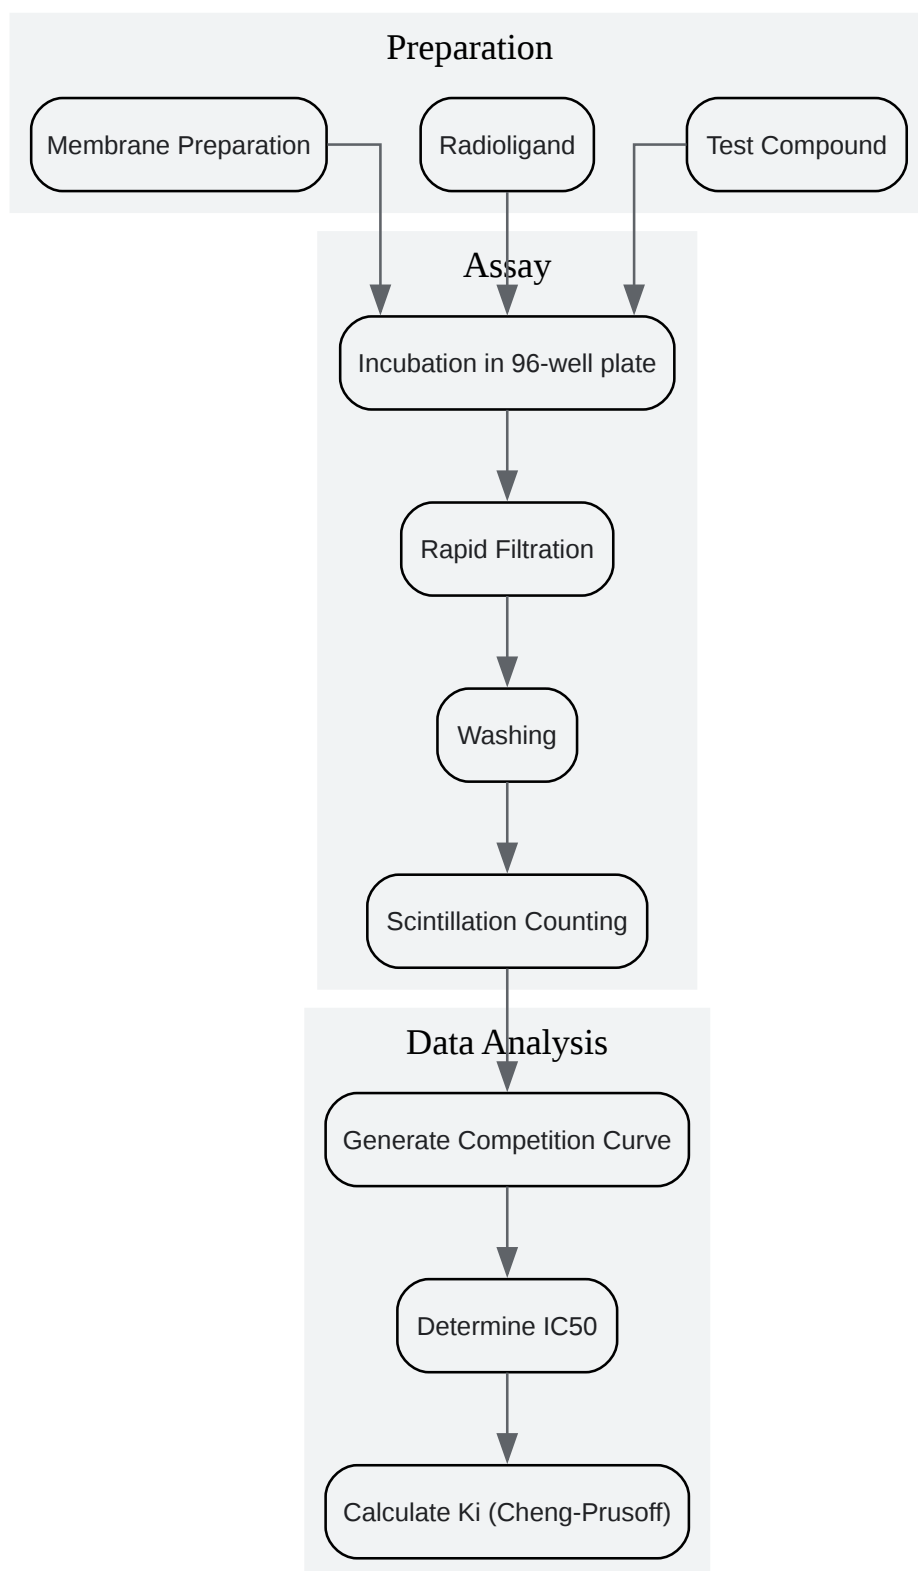 Preparation
Membrane Preparation
Radioligand
Test Compound
Assay
Incubation in 96-well plate
Rapid Filtration
Washing
Scintillation Counting
Data Analysis
Generate Competition Curve
Determine IC50
Calculate Ki (Cheng-Prusoff)